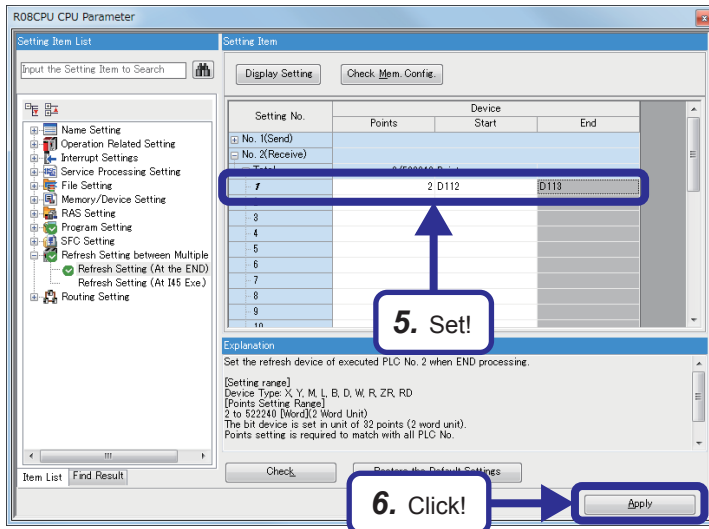 R08CPU CPU Parameter
Setting Item List
Input the Setting Item to Search
Name Setting
Operation Related Setting
Interrupt Settings
Service Processing Setting
File Setting
Memory/Device Setting
RAS Setting
Program Setting
SFC Setting
Refresh Setting between Multiple
Refresh Setting (At the END)
Refresh Setting (At I45 Exe.)
Routing Setting
Item List
Find Result
Setting Item
Display Setting
Check Mem. Config.
Setting No.
Device
Points
Start
End
No. 1(Send)
No. 2(Receive)
Total
1
2
D112
D113
3
4
5
6
7
8
9
10
5. Set!
Explanation
Set the refresh device of executed PLC No. 2 when END processing.
[Setting range]
Device Type: X, Y, M, L, B, D, W, R, ZR, RD
[Points Setting Range]
2 to 522240 [Word](2 Word Unit)
The bit device is set in unit of 32 points (2 word unit).
Points setting is required to match with all PLC No.
Check
Restore the Default Settings
6. Click!
Apply